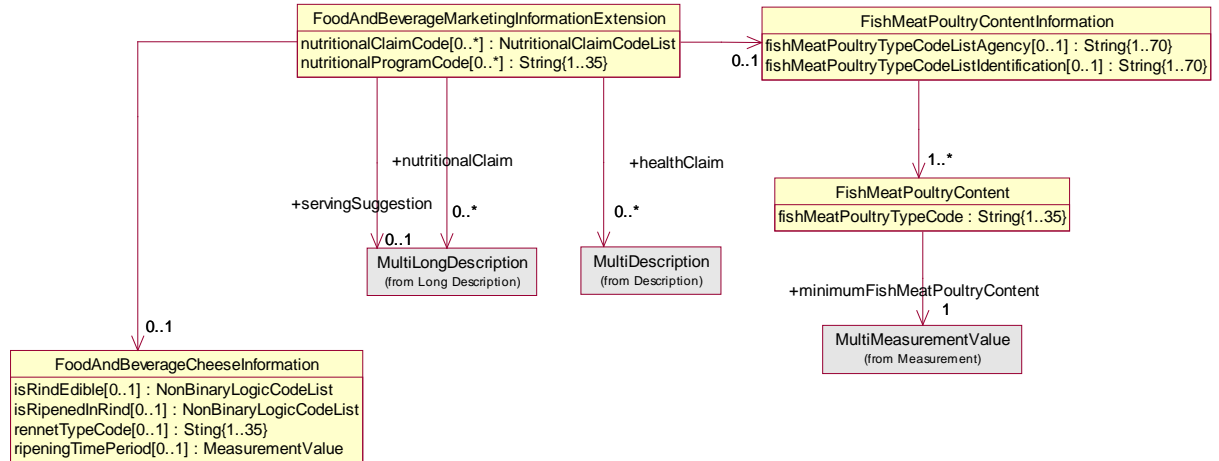 FoodAndBeverageMarketingInformationExtension
nutritionalClaimCode[0..*] : NutritionalClaimCodeList
nutritionalProgramCode[0..*] : String{1..35}
FishMeatPoultryContentInformation
fishMeatPoultryTypeCodeListAgency[0..1] : String{1..70}
fishMeatPoultryTypeCodeListIdentification[0..1] : String{1..70}
0..1
+nutritionalClaim
+healthClaim
1..*
FishMeatPoultryContent
fishMeatPoultryTypeCode : String{1..35}
+servingSuggestion
0..*
0..*
0..1
MultiLongDescription
(from Long Description)
MultiDescription
(from Description)
+minimumFishMeatPoultryContent
1
0..1
MultiMeasurementValue
(from Measurement)
FoodAndBeverageCheeseInformation
isRindEdible[0..1] : NonBinaryLogicCodeList
isRipenedInRind[0..1] : NonBinaryLogicCodeList
rennetTypeCode[0..1] : Sting{1..35}
ripeningTimePeriod[0..1] : MeasurementValue